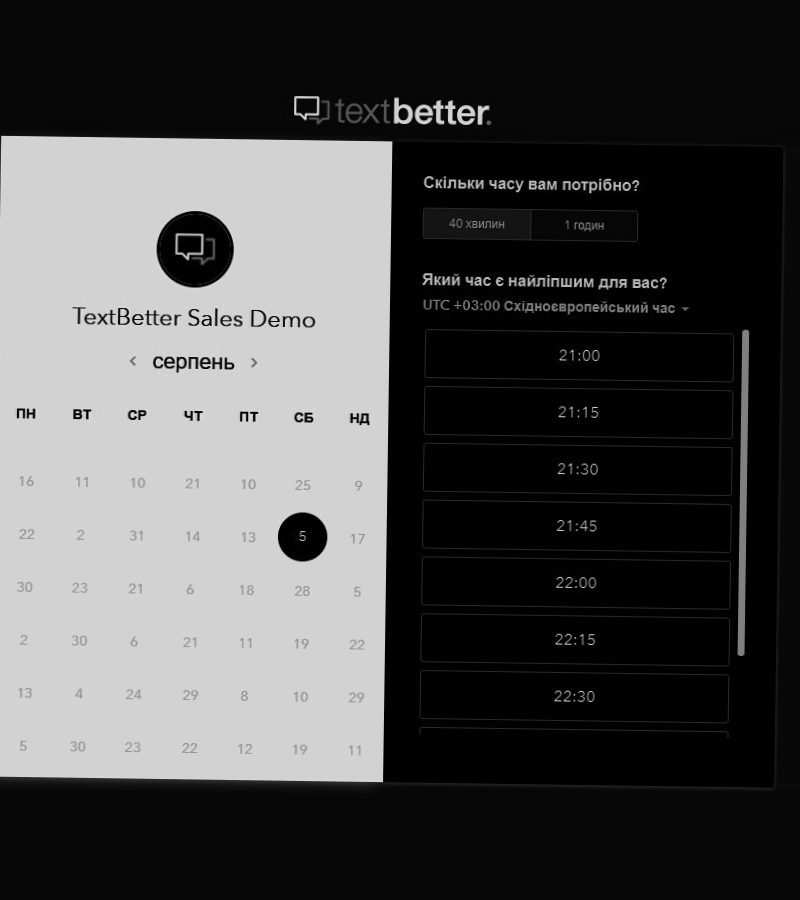 textbetter.
TextBetter Sales Demo
серпень
ПН ВТ СР ЧТ ПТ СБ НД
16 11 10 21 10 25 9
22 2 31 14 13 5 17
30 23 21 6 18 28 5
2 30 6 21 11 19 22
13 4 24 29 8 10 29
5 30 23 22 12 19 11
Скільки часу вам потрібно?
40 хвилин 1 годин
Який час є найліпшим для вас?
UTC +03:00 Східноєвропейський час
21:00
21:15
21:30
21:45
22:00
22:15
22:30